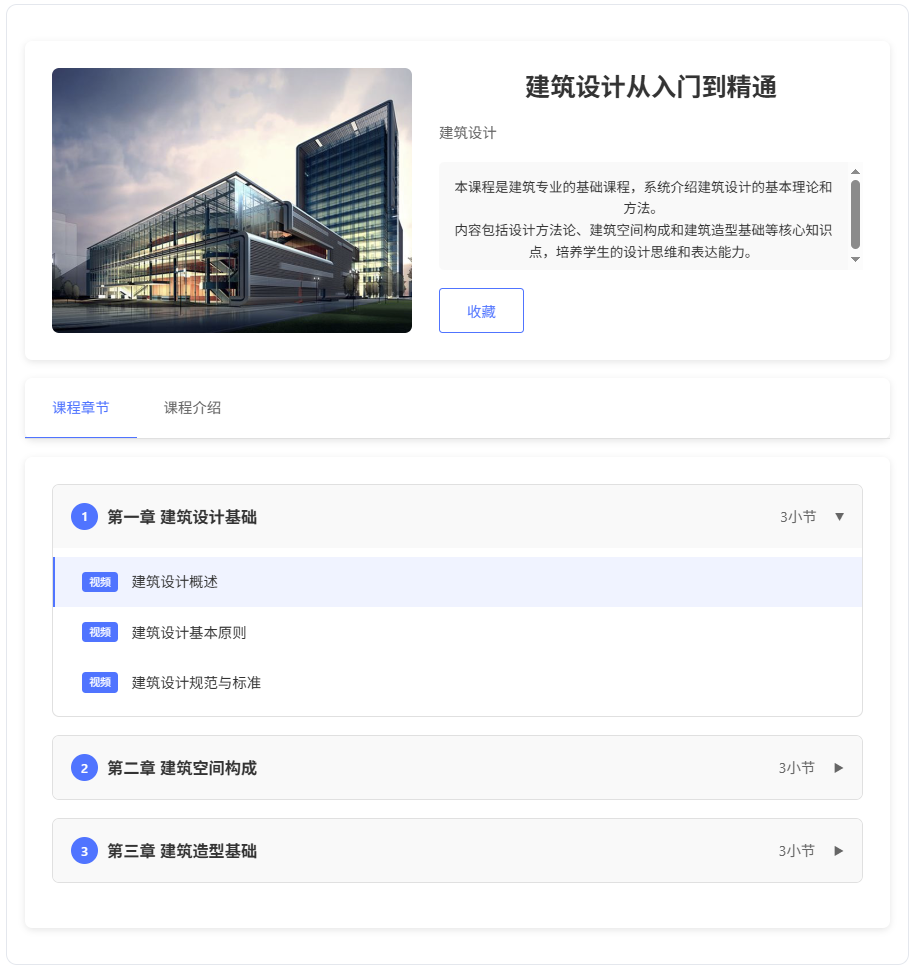 建筑设计从入门到精通
建筑设计
本课程是建筑专业的基础课程，系统介绍建筑设计的基本理论和
方法。
内容包括设计方法论、建筑空间构成和建筑造型基础等核心知识
点，培养学生的设计思维和表达能力。
收藏
课程章节 课程介绍
1 第一章 建筑设计基础 3小节 ▼
视频 建筑设计概述
视频 建筑设计基本原则
视频 建筑设计规范与标准
2 第二章 建筑空间构成 3小节 ▶
3 第三章 建筑造型基础 3小节 ▶